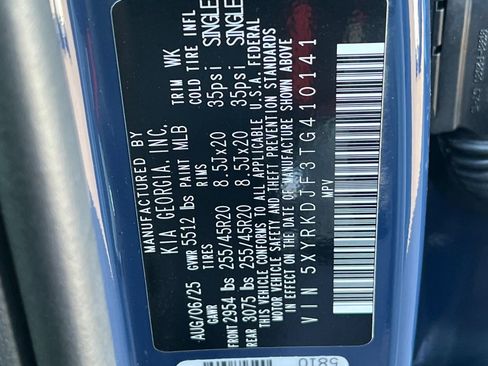 MANUFACTURED BY
KIA GEORGIA, INC.
AUG/06/25 GVWR 5512 lbs PAINT MLB TRIM WK
GAWR TIRES RIMS COLD TIRE INFL
FRONT 2954 lbs 255/45R20 8.5Jx20 35psi SINGLE
REAR 3075 lbs 255/45R20 8.5Jx20 35psi SINGLE
THIS VEHICLE CONFORMS TO ALL APPLICABLE U.S.A. FEDERAL
MOTOR VEHICLE SAFETY AND THEFT PREVENTION STANDARDS
IN EFFECT ON THE DATE OF MANUFACTURE SHOWN ABOVE
VIN 5XYRKDJF3TG410141
MPV
5810